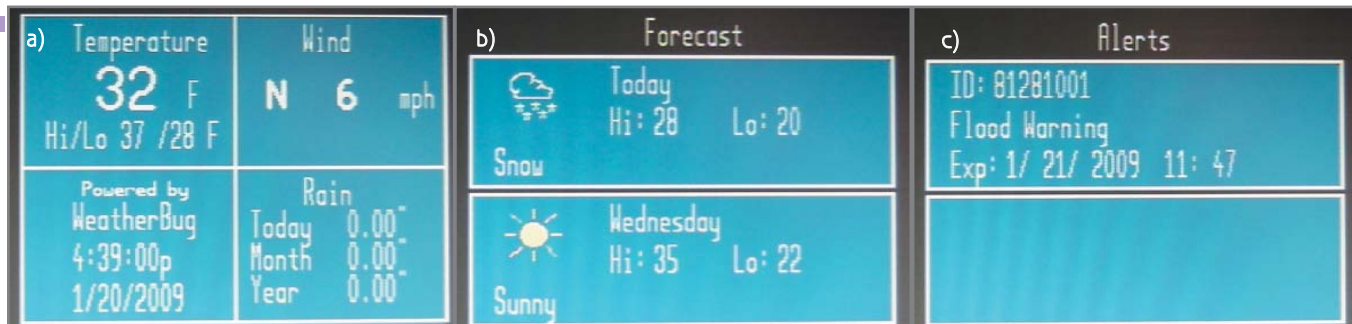 a)
Temperature
32 F
Hi/Lo 37 /28 F
Wind
N 6 mph
Powered by
WeatherBug
4:39:00p
1/20/2009
Rain
Today 0.00"
Month 0.00"
Year 0.00"
b)
Forecast
Today
Hi: 28 Lo: 20
Snow
Wednesday
Hi: 35 Lo: 22
Sunny
c)
Alerts
ID: 81281001
Flood Warning
Exp: 1/ 21/ 2009 11: 47